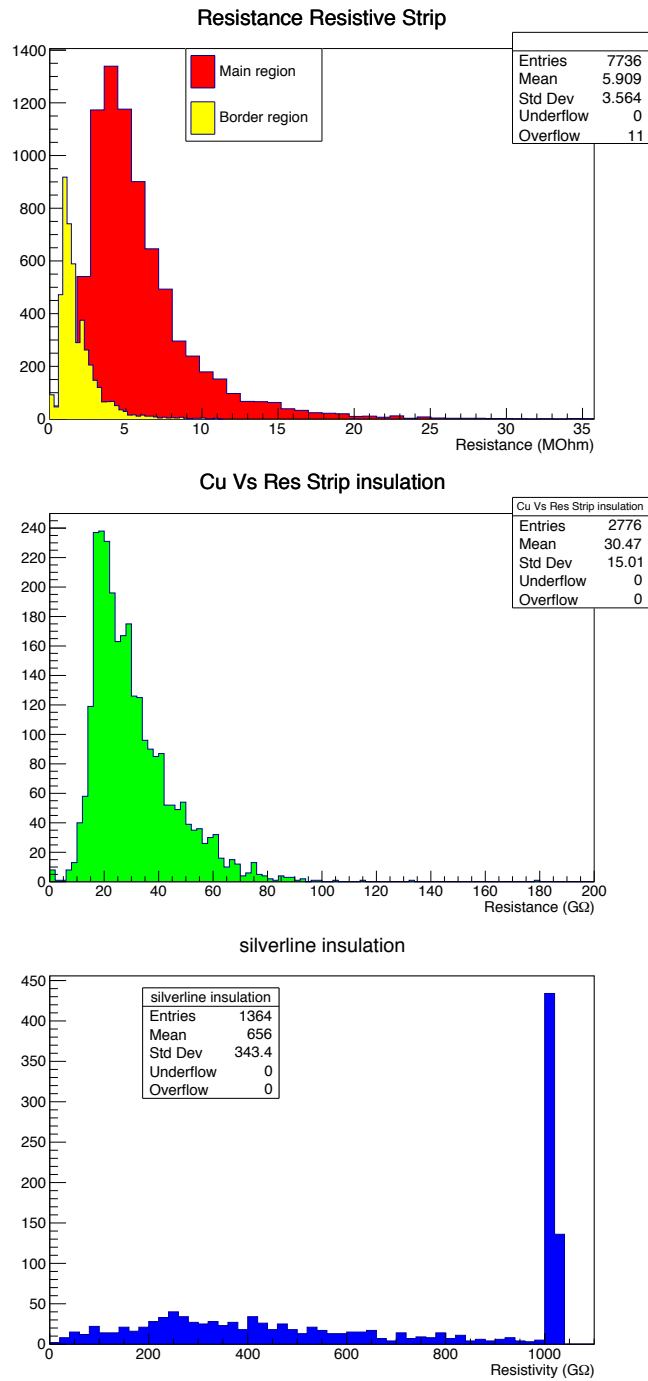 Resistance Resistive Strip
1400
1200
1000
800
600
400
200
0
Main region
Border region
Entries 7736
Mean 5.909
Std Dev 3.564
Underflow 0
Overflow 11
0 5 10 15 20 25 30 35
Resistance (MOhm)
Cu Vs Res Strip insulation
240
220
200
180
160
140
120
100
80
60
40
20
0
Cu Vs Res Strip insulation
Entries 2776
Mean 30.47
Std Dev 15.01
Underflow 0
Overflow 0
0 20 40 60 80 100 120 140 160 180 200
Resistance (GΩ)
silverline insulation
450
400
350
300
250
200
150
100
50
0
silverline insulation
Entries 1364
Mean 656
Std Dev 343.4
Underflow 0
Overflow 0
0 200 400 600 800 1000
Resistivity (GΩ)